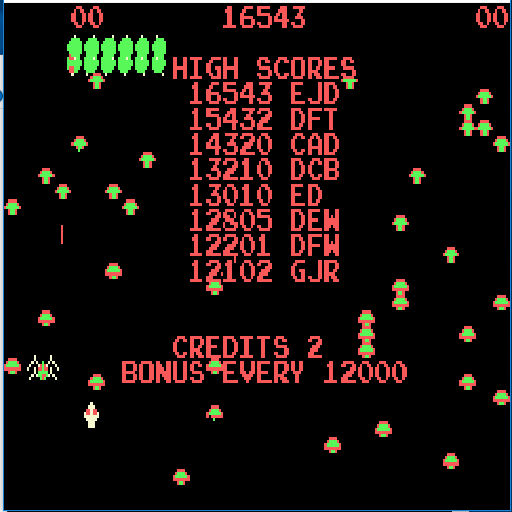 00 16543 00
HIGH SCORES
16543 EJD
15432 DFT
14320 CAD
13210 DCB
13010 ED
12805 DEW
12201 DFW
12102 GJR
CREDITS 2
BONUS EVERY 12000